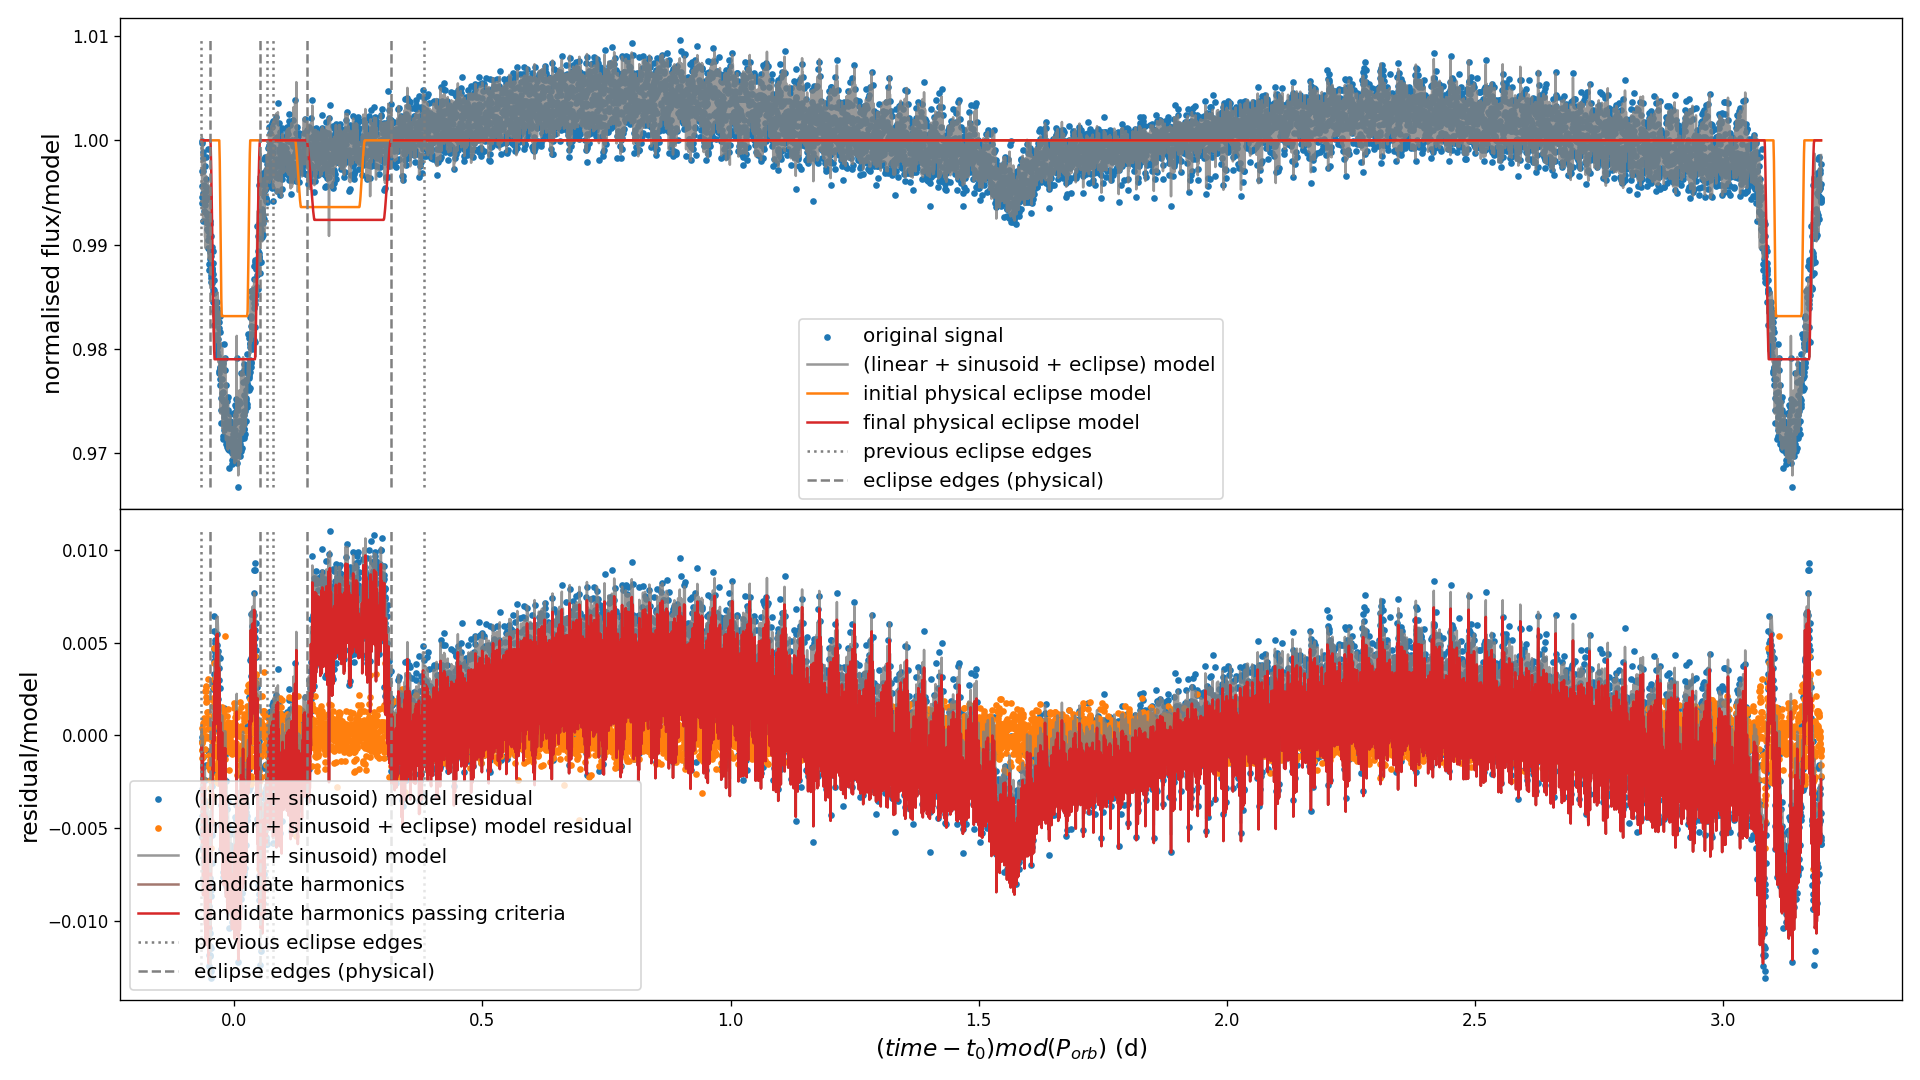 1.01
1.00
0.99
0.98
0.97
normalised flux/model
original signal
(linear + sinusoid + eclipse) model
initial physical eclipse model
final physical eclipse model
previous eclipse edges
eclipse edges (physical)
0.010
0.005
0.000
−0.005
−0.010
residual/model
(linear + sinusoid) model residual
(linear + sinusoid + eclipse) model residual
(linear + sinusoid) model
candidate harmonics
candidate harmonics passing criteria
previous eclipse edges
eclipse edges (physical)
0.0 0.5 1.0 1.5 2.0 2.5 3.0
(time − t₀)mod(Pₒᵣb) (d)